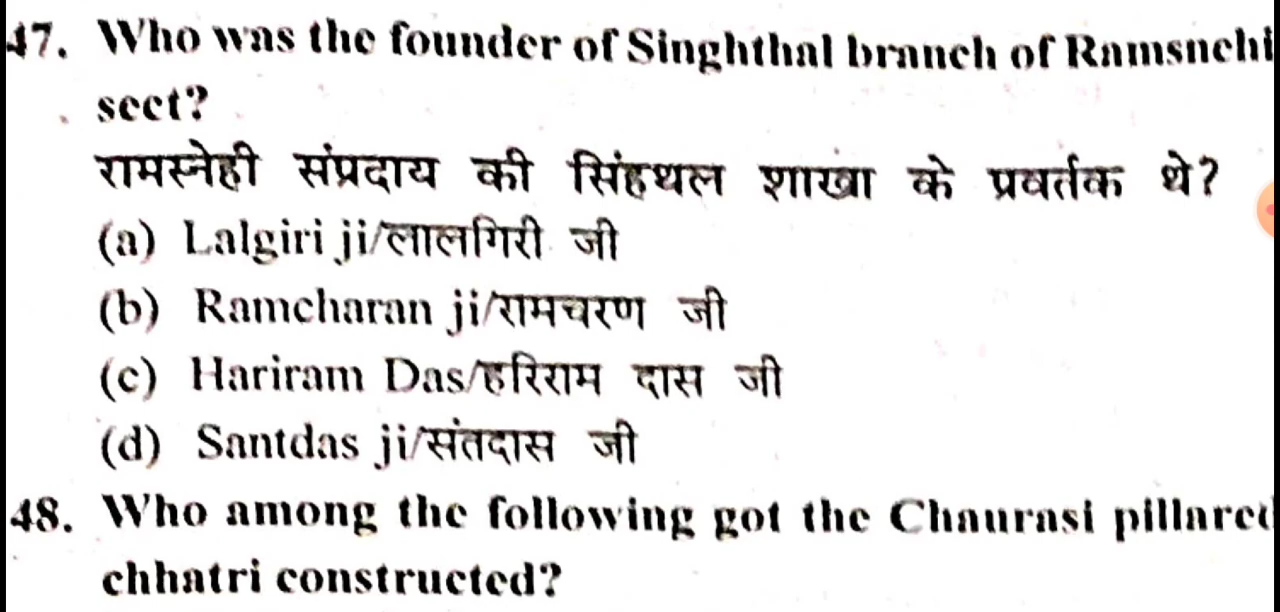 47. Who was the founder of Singhthal branch of Ramsnehi
sect?
रामस्नेही संप्रदाय की सिंहथल शाखा के प्रवर्तक थे?
(a) Lalgiri ji/लालगिरी जी
(b) Ramcharan ji/रामचरण जी
(c) Hariram Das/हरिराम दास जी
(d) Santdas ji/संतदास जी
48. Who among the following got the Chaurasi pillared
chhatri constructed?